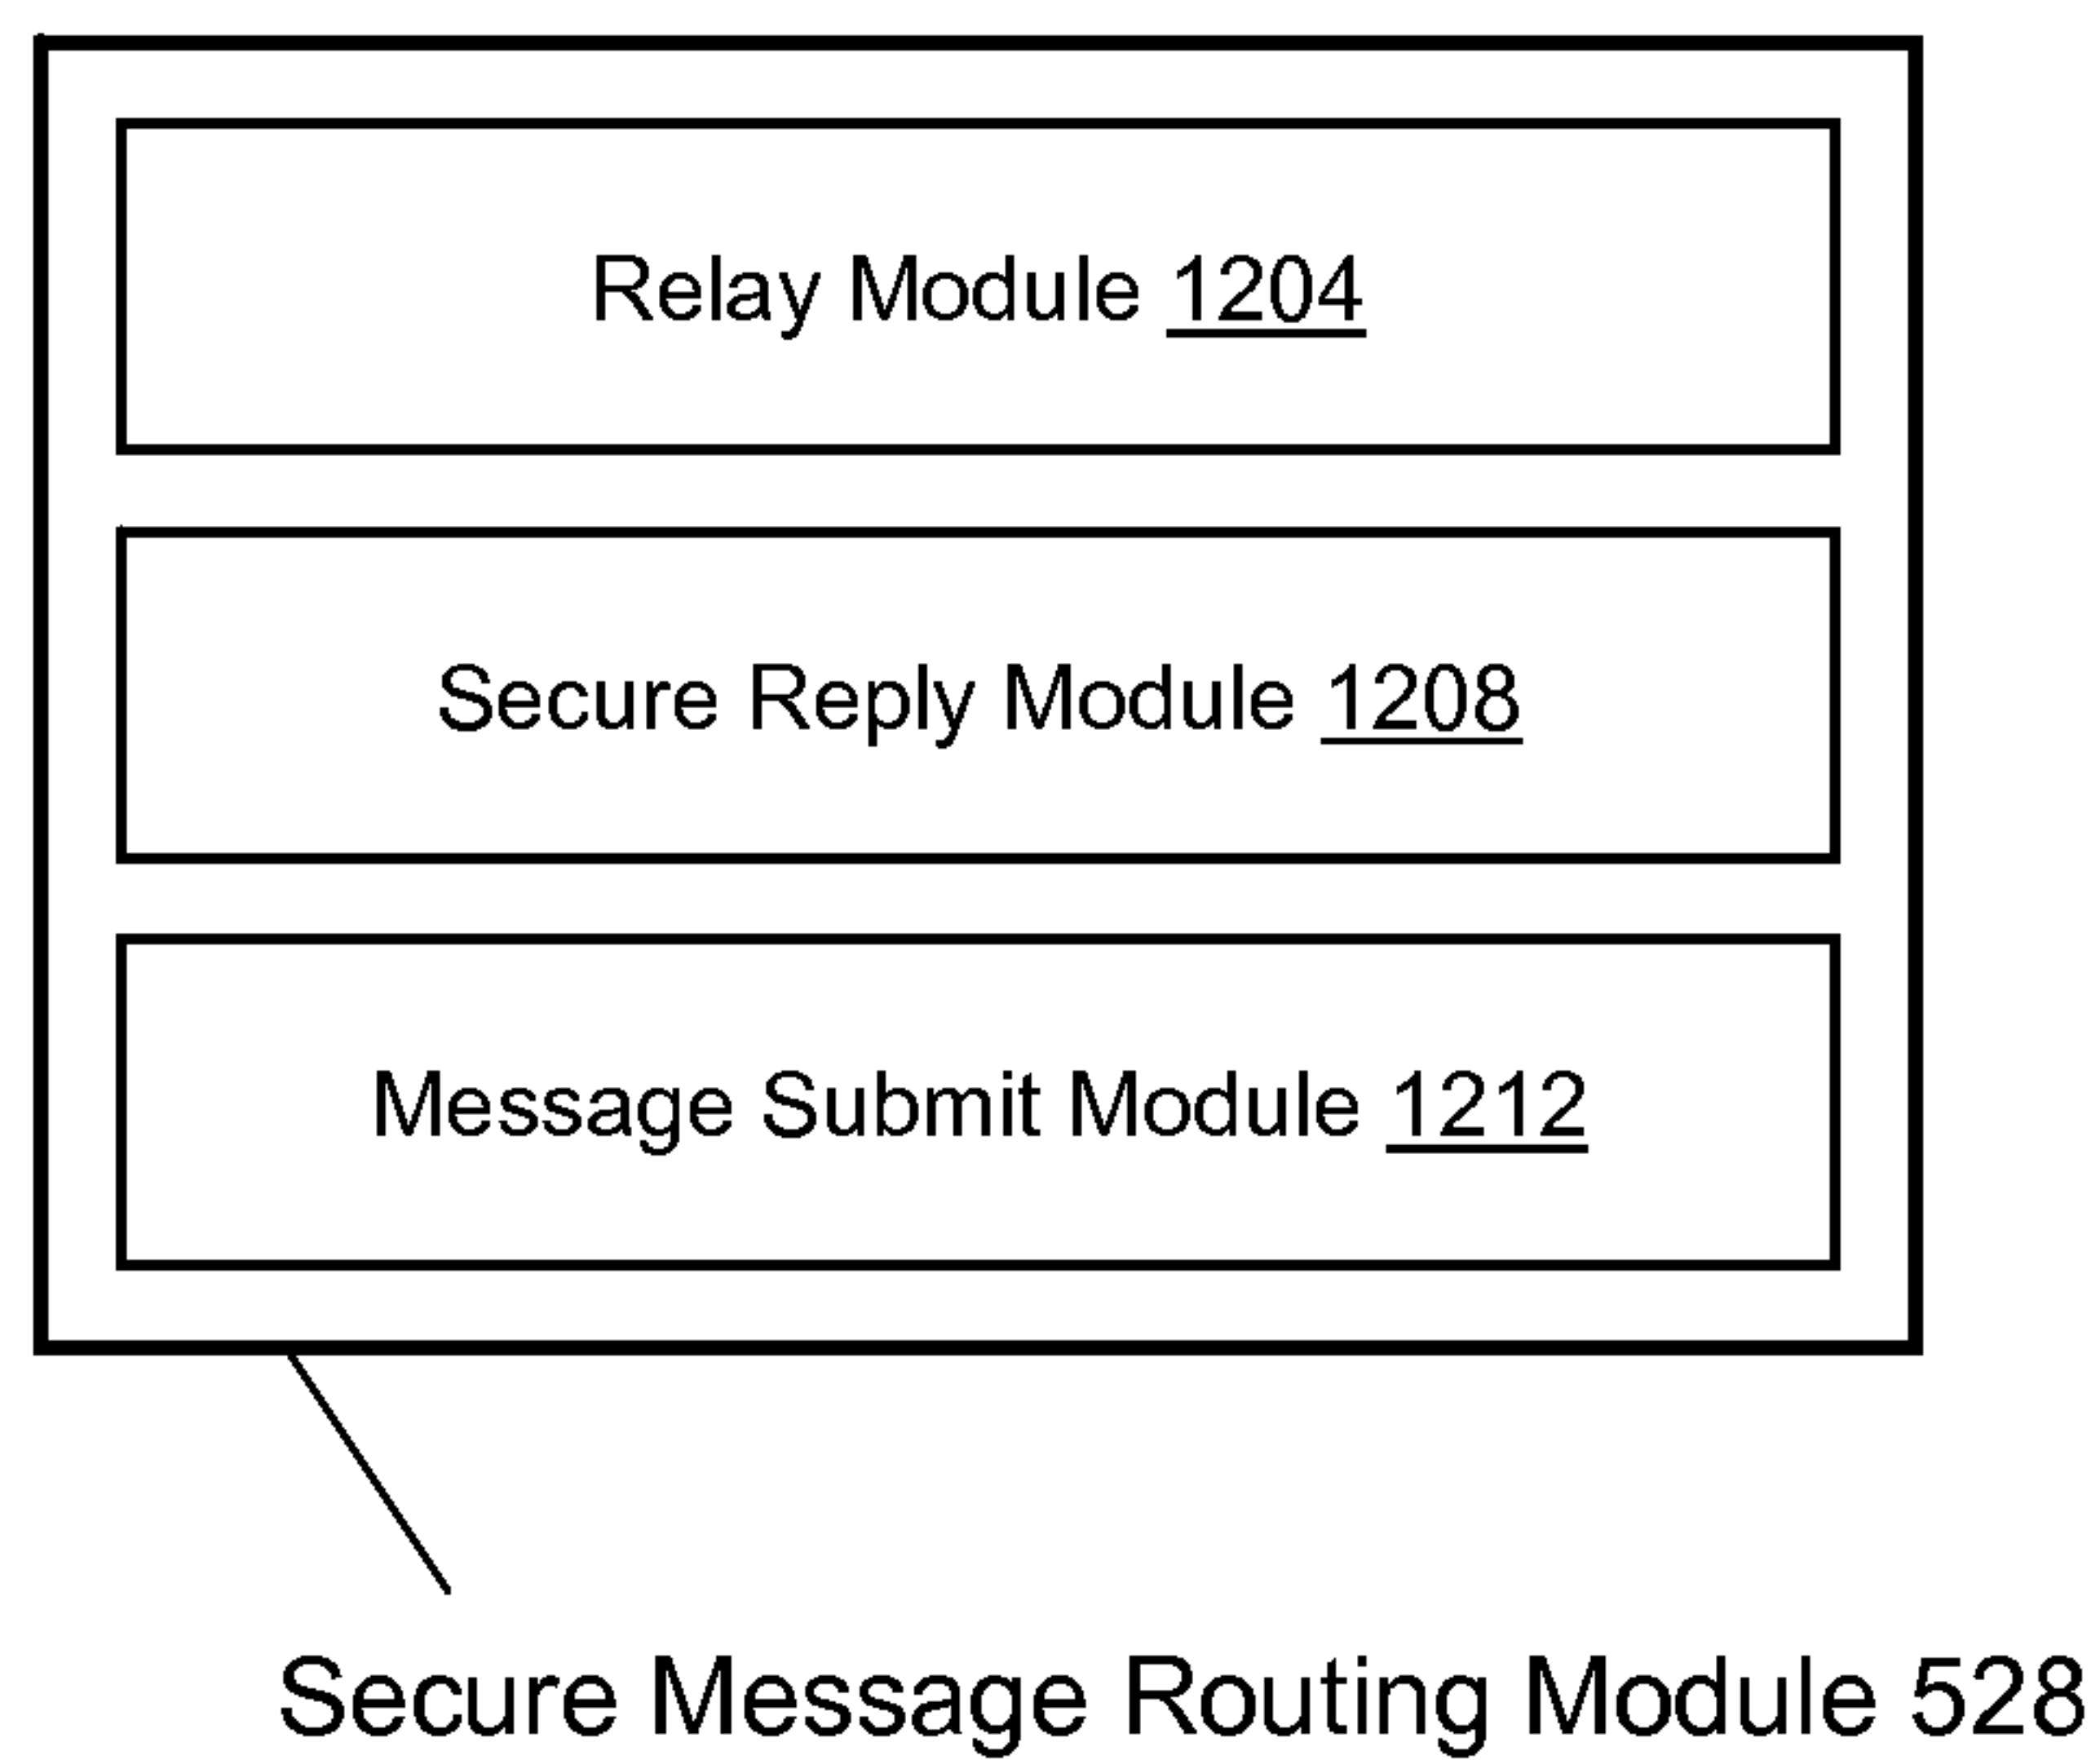 Relay Module 1204
Secure Reply Module 1208
Message Submit Module 1212
Secure Message Routing Module 528